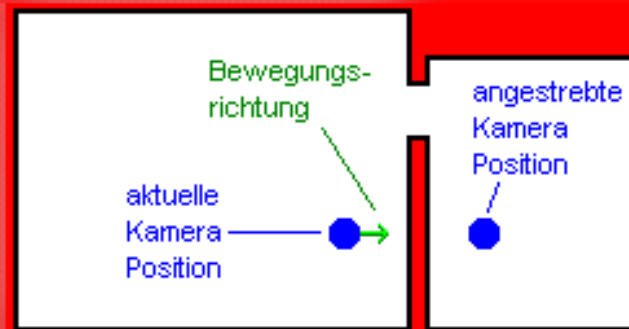 Bewegungs-
richtung
angestrebte
Kamera
Position
aktuelle
Kamera
Position